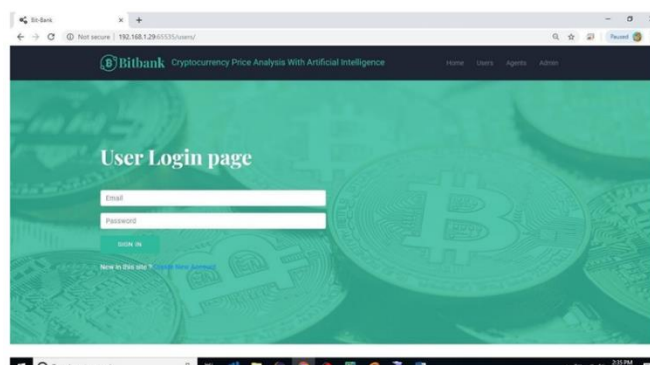 Bit-Bank
Not secure | 192.168.1.29:65535/users/
Paused
Bitbank Cryptocurrency Price Analysis With Artificial Intelligence
Home Users Agents Admin
User Login page
Email
Password
SIGN IN
New in this site ? Create New Account
2:35 PM